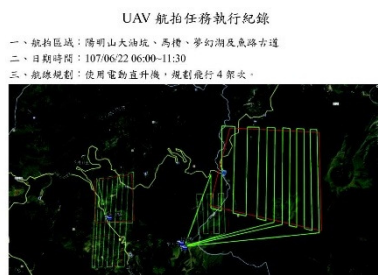 UAV 航拍任務執行紀錄
一、航拍區域：陽明山大油坑、馬槽、夢幻湖及魚路古道
二、日期時間：107/06/22 06:00~11:30
三、航線規劃：使用電動直升機，規劃飛行 4 架次。